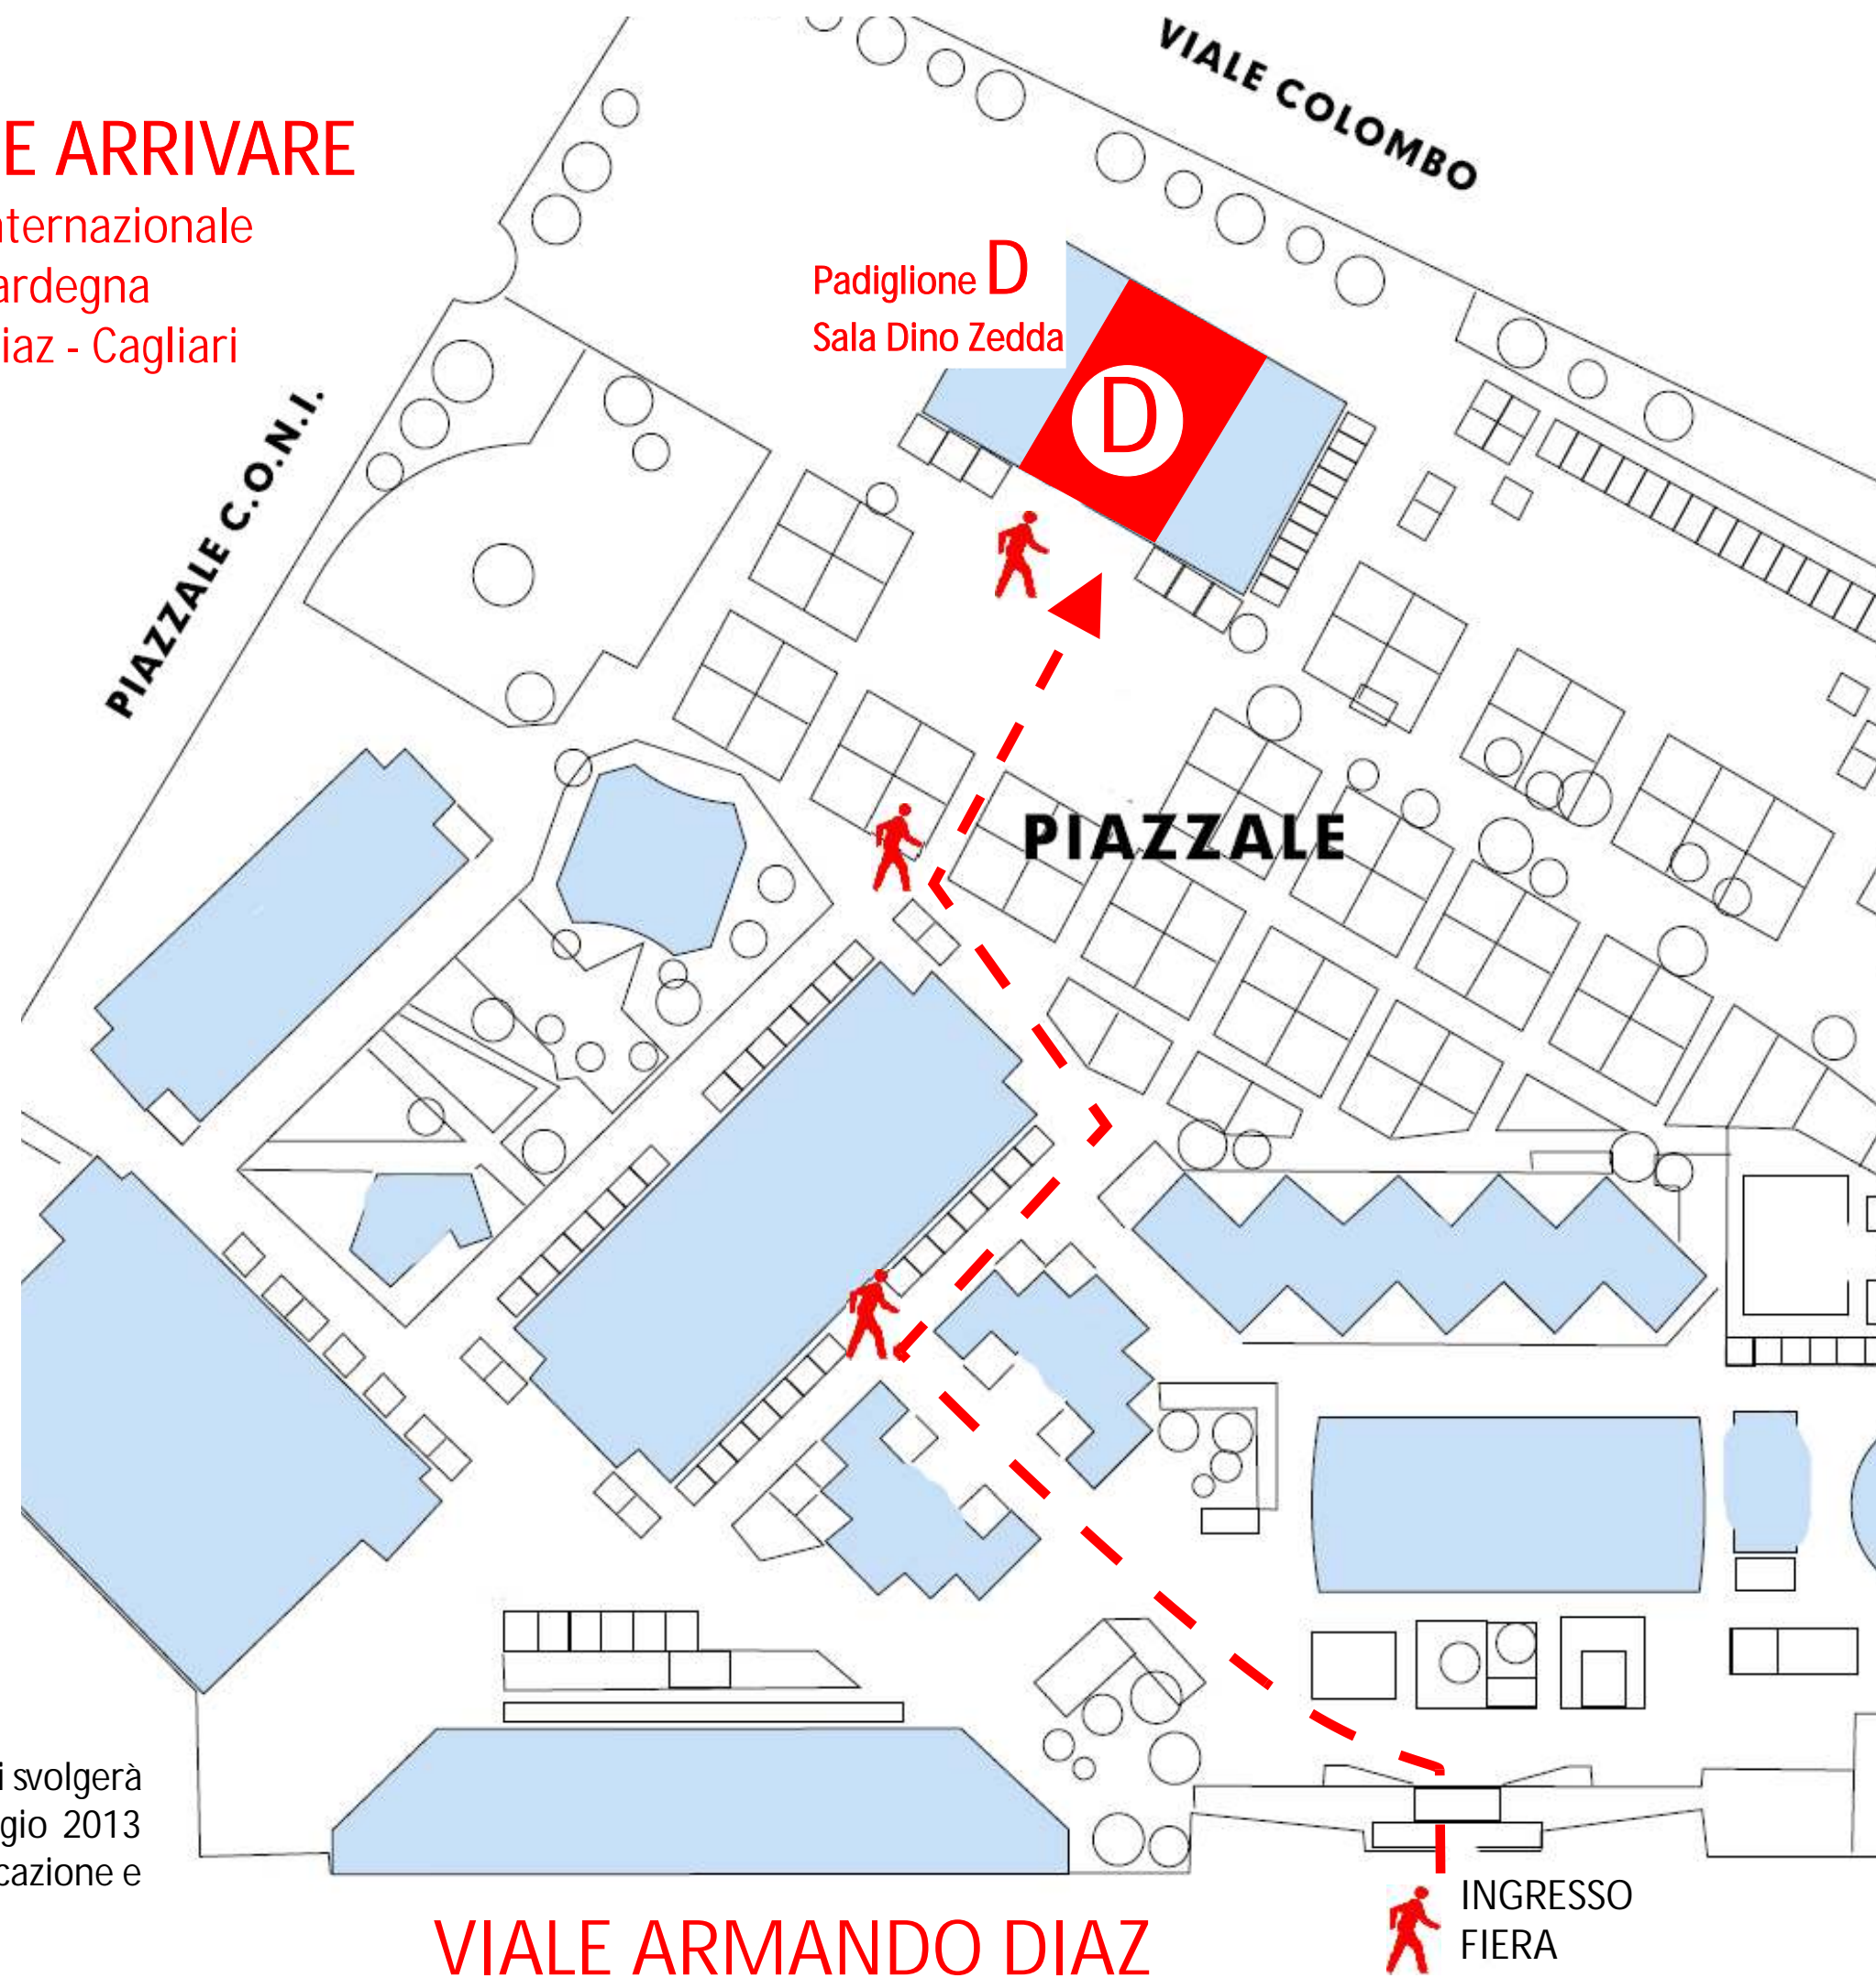 E ARRIVARE
nternazionale
ardegna
iaz - Cagliari
VIALE COLOMBO
Padiglione D
Sala Dino Zedda
D
PIAZZALE C.O.N.I.
PIAZZALE
i svolgerà
gio 2013
cazione e
VIALE ARMANDO DIAZ
INGRESSO
FIERA